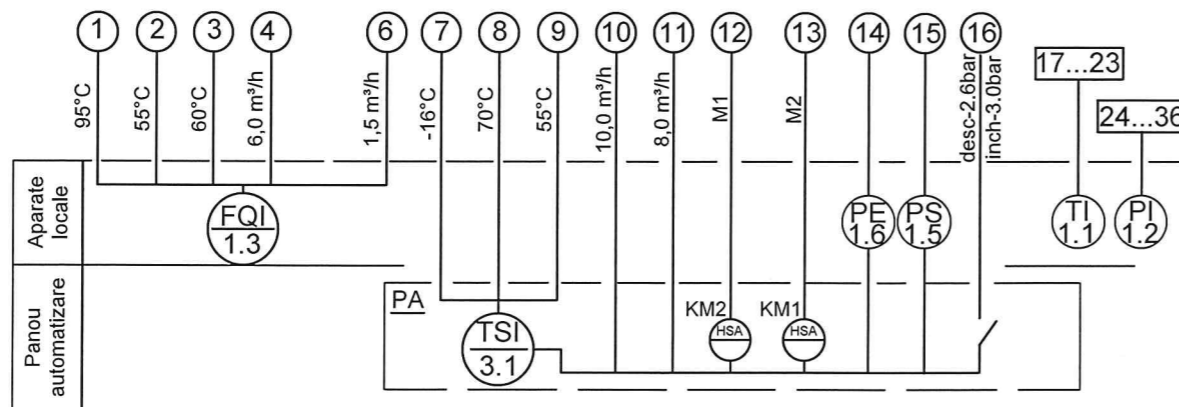 1 2 3 4 6 7 8 9 10 11 12 13 14 15 16
95°C
55°C
60°C
6,0 m³/h
1,5 m³/h
-16°C
70°C
55°C
10,0 m³/h
8,0 m³/h
M1
M2
desc-2.6bar
inch-3.0bar
17...23
24...36
Aparate
locale
FQI
1.3
PE
1.6
PS
1.5
TI
1.1
PI
1.2
Panou
automatizare
PA
TSI
3.1
KM2
HSA
KM1
HSA